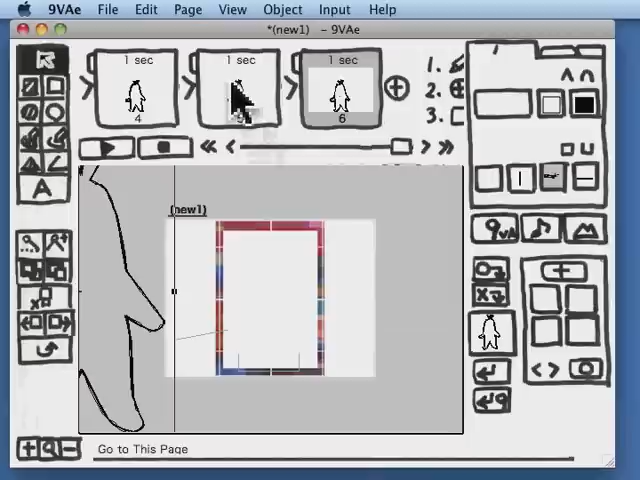 9VAe File Edit Page View Object Input Help
*(new1) - 9VAe
1 sec 1 sec 1 sec
4 6
1.
2.
3.
A
(new1)
9VA
Go to This Page